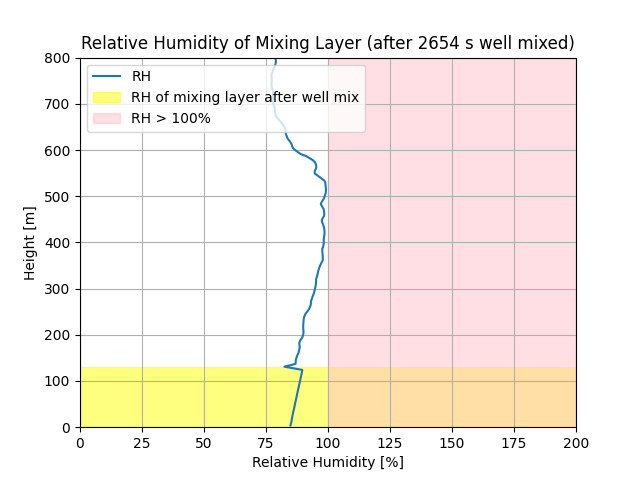 Relative Humidity of Mixing Layer (after 2654 s well mixed)
800
700
600
500
400
300
200
100
0
Height [m]
RH
RH of mixing layer after well mix
RH > 100%
0 25 50 75 100 125 150 175 200
Relative Humidity [%]